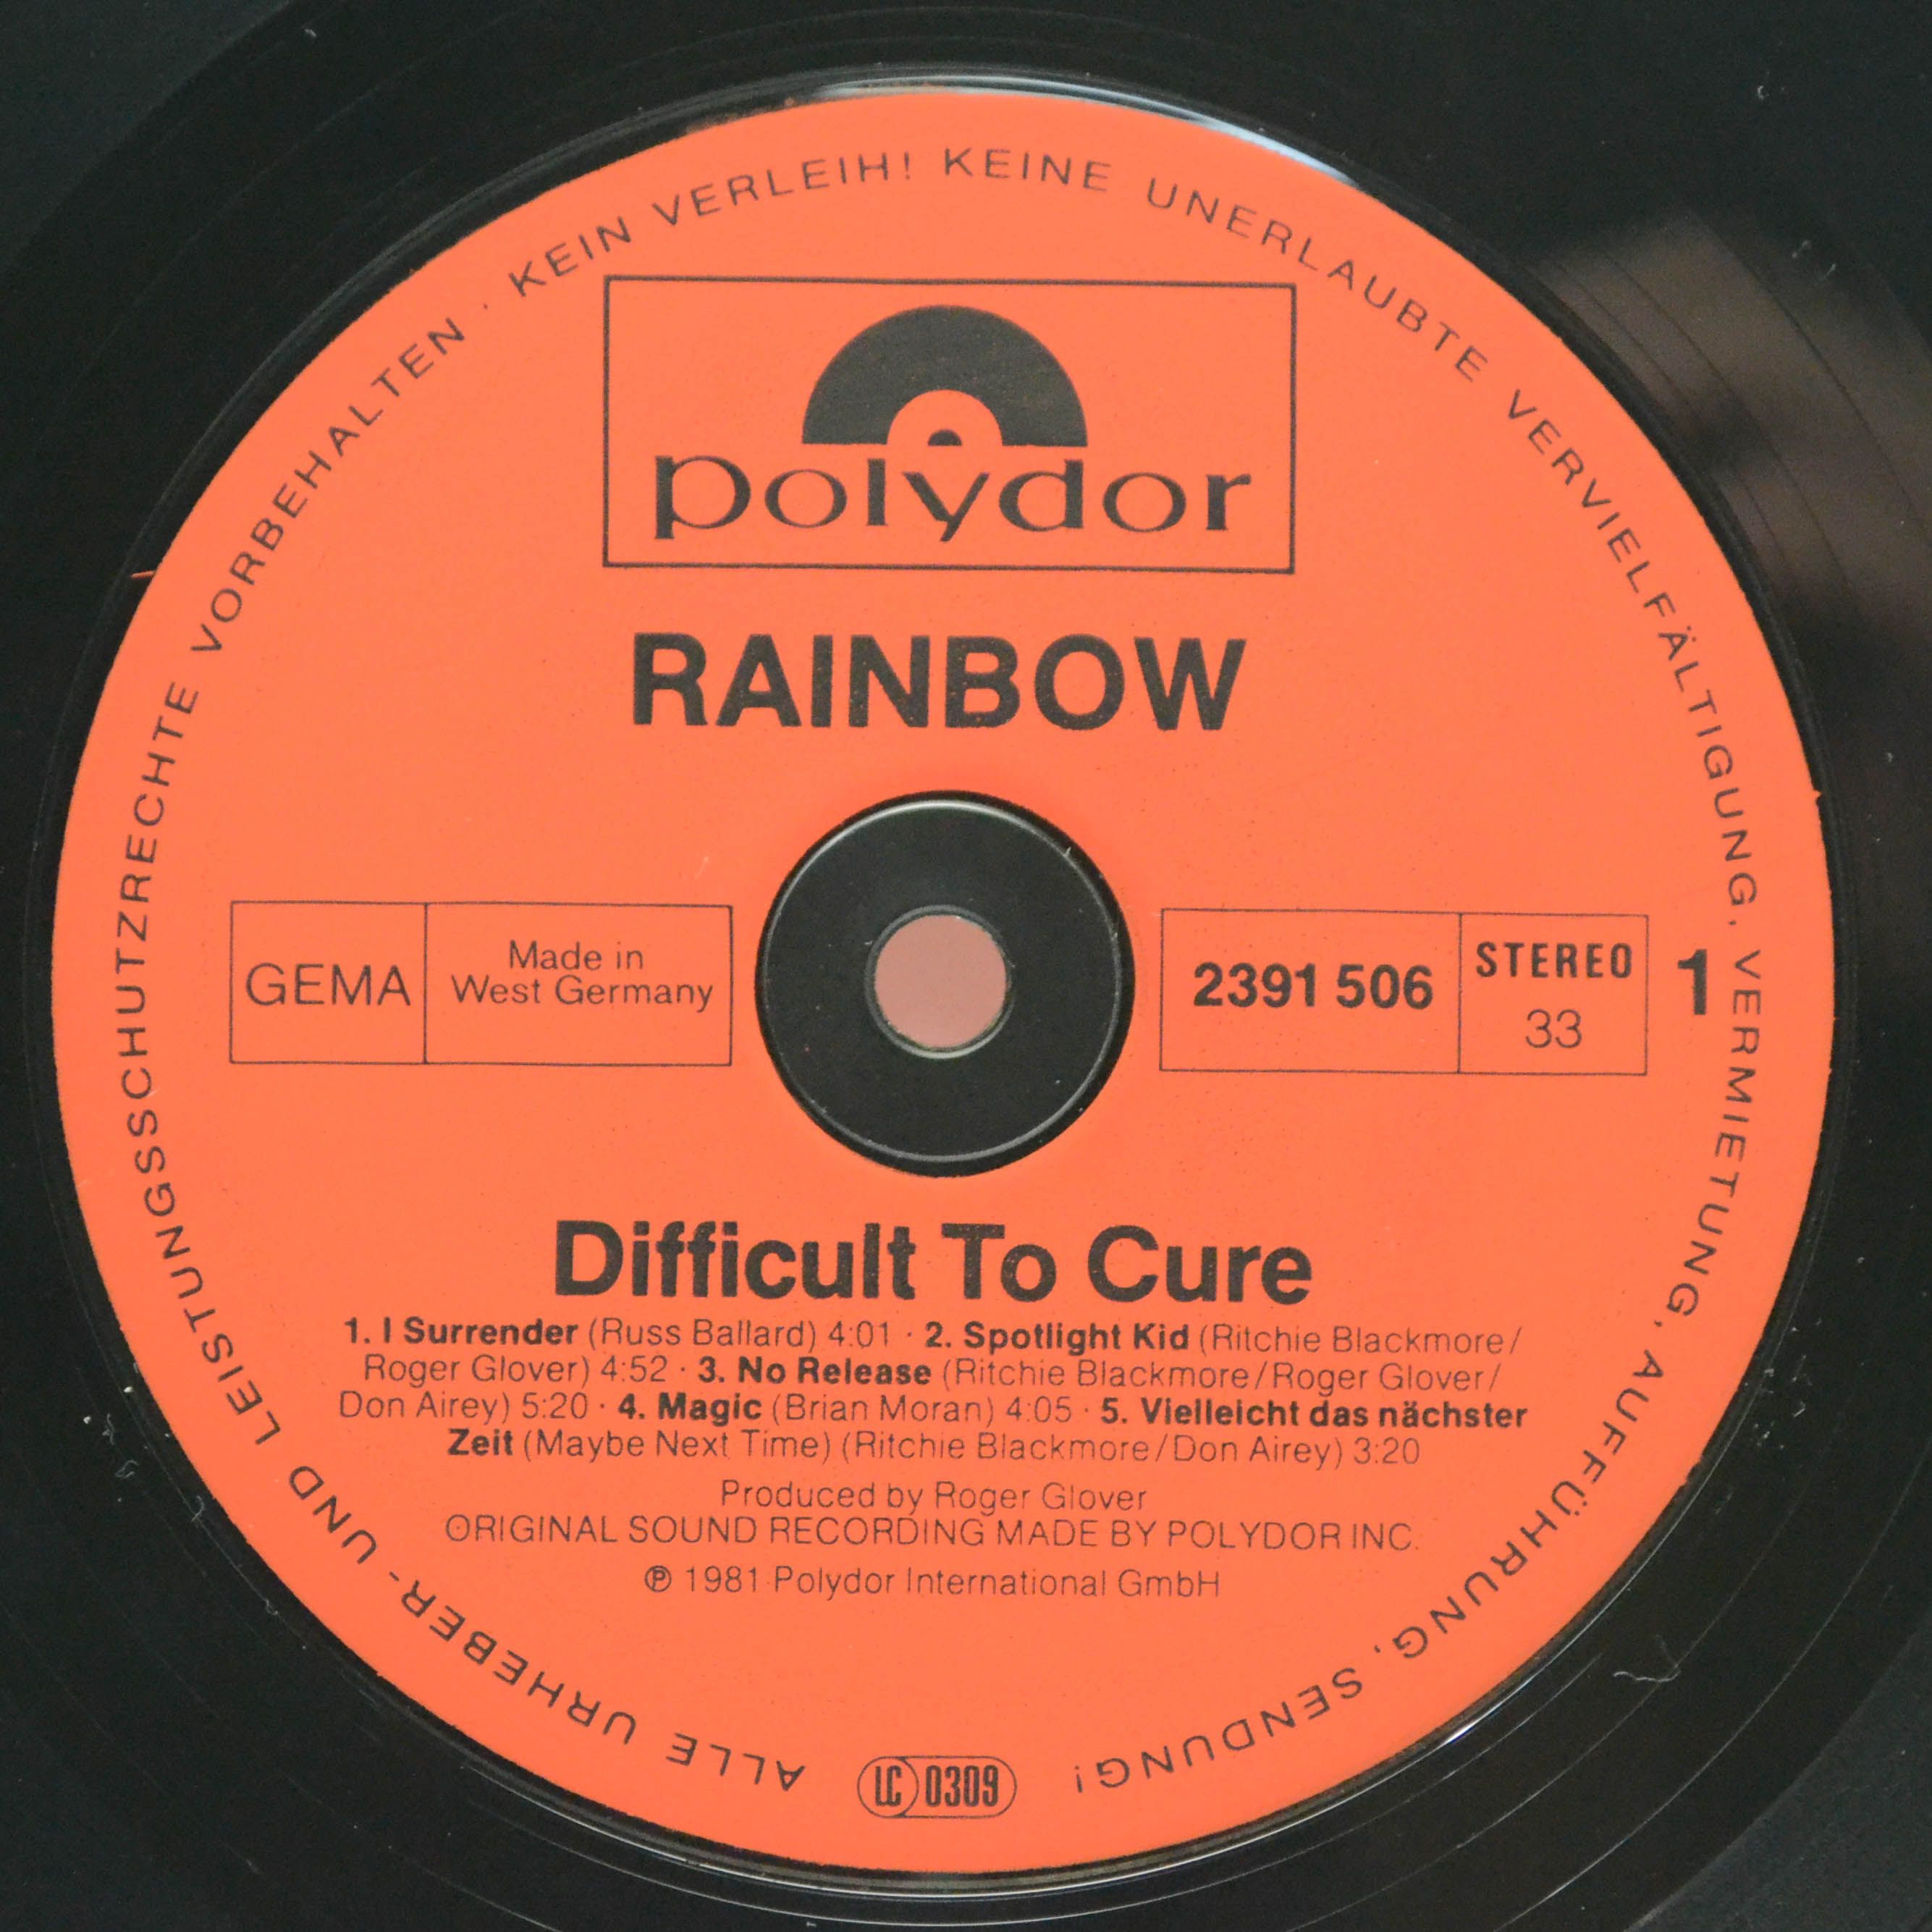 ALLE URHEBER- UND LEISTUNGSSCHUTZRECHTE VORBEHALTEN · KEIN VERLEIH! KEINE UNERLAUBTE VERVIELFÄLTIGUNG, VERMIETUNG, AUFFÜHRUNG, SENDUNG!
polydor
RAINBOW
GEMA
Made in
West Germany
2391 506
STEREO
33
1
Difficult To Cure
1. I Surrender (Russ Ballard) 4:01 · 2. Spotlight Kid (Ritchie Blackmore/
Roger Glover) 4:52 · 3. No Release (Ritchie Blackmore/Roger Glover/
Don Airey) 5:20 · 4. Magic (Brian Moran) 4:05 · 5. Vielleicht das nächster
Zeit (Maybe Next Time) (Ritchie Blackmore/Don Airey) 3:20
Produced by Roger Glover
ORIGINAL SOUND RECORDING MADE BY POLYDOR INC.
℗ 1981 Polydor International GmbH
LC 0309